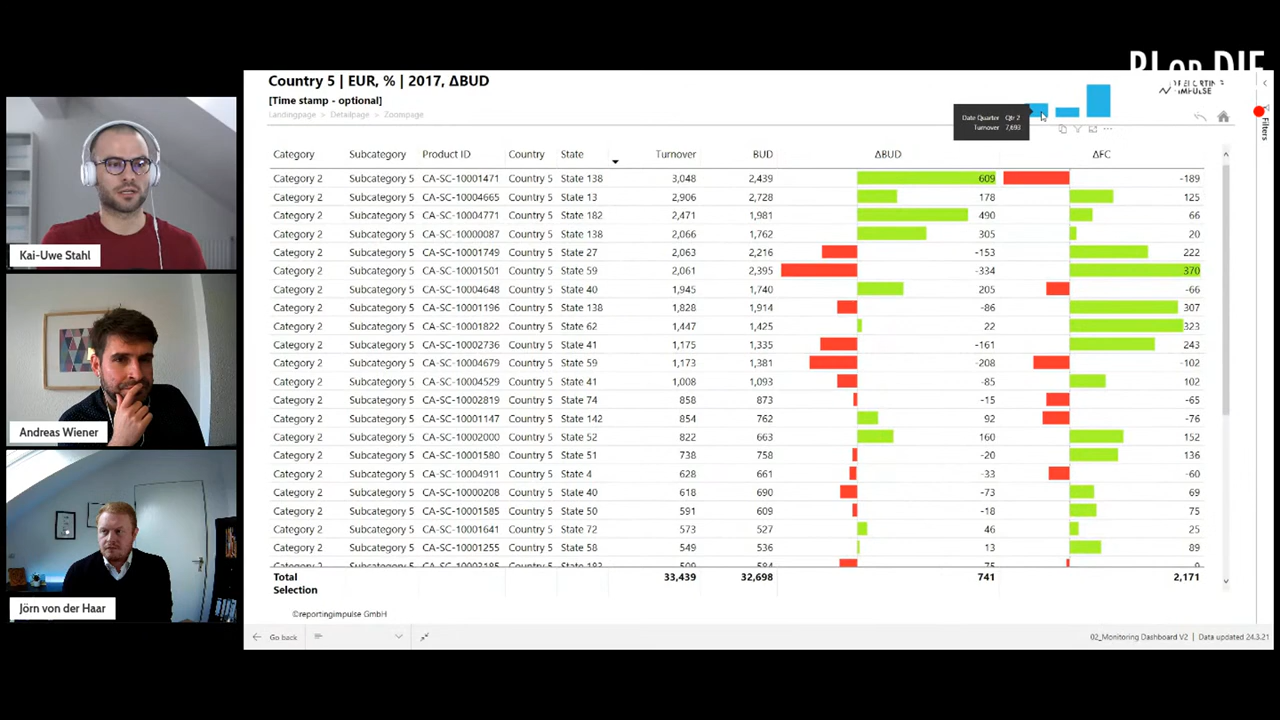 BI or DIE
Country 5 | EUR, % | 2017, ΔBUD
[Time stamp - optional]
Landingpage > Detailpage > Zoompage
Date Quarter Qtr 2
Turnover 7,693
REPORTING
IMPULSE
Filters
Category Subcategory Product ID Country State Turnover BUD ΔBUD ΔFC
Category 2 Subcategory 5 CA-SC-10001471 Country 5 State 138 3,048 2,439 609 -189
Category 2 Subcategory 5 CA-SC-10004665 Country 5 State 13 2,906 2,728 178 125
Category 2 Subcategory 5 CA-SC-10004771 Country 5 State 182 2,471 1,981 490 66
Category 2 Subcategory 5 CA-SC-10000087 Country 5 State 138 2,066 1,762 305 20
Category 2 Subcategory 5 CA-SC-10001749 Country 5 State 27 2,063 2,216 -153 222
Category 2 Subcategory 5 CA-SC-10001501 Country 5 State 59 2,061 2,395 -334 370
Category 2 Subcategory 5 CA-SC-10004648 Country 5 State 40 1,945 1,740 205 -66
Category 2 Subcategory 5 CA-SC-10001196 Country 5 State 138 1,828 1,914 -86 307
Category 2 Subcategory 5 CA-SC-10001822 Country 5 State 62 1,447 1,425 22 323
Category 2 Subcategory 5 CA-SC-10002736 Country 5 State 41 1,175 1,335 -161 243
Category 2 Subcategory 5 CA-SC-10004679 Country 5 State 59 1,173 1,381 -208 -102
Category 2 Subcategory 5 CA-SC-10004529 Country 5 State 41 1,008 1,093 -85 102
Category 2 Subcategory 5 CA-SC-10002819 Country 5 State 74 858 873 -15 -65
Category 2 Subcategory 5 CA-SC-10001147 Country 5 State 142 854 762 92 -76
Category 2 Subcategory 5 CA-SC-10002000 Country 5 State 52 822 663 160 152
Category 2 Subcategory 5 CA-SC-10001580 Country 5 State 51 738 758 -20 136
Category 2 Subcategory 5 CA-SC-10004911 Country 5 State 4 628 661 -33 -60
Category 2 Subcategory 5 CA-SC-10000208 Country 5 State 40 618 690 -73 69
Category 2 Subcategory 5 CA-SC-10001585 Country 5 State 50 591 609 -18 75
Category 2 Subcategory 5 CA-SC-10001641 Country 5 State 72 573 527 46 25
Category 2 Subcategory 5 CA-SC-10001255 Country 5 State 58 549 536 13 89
Category 2 Subcategory 5 Country 5
Total 33,439 32,698 741 2,171
Selection
©reportingimpulse GmbH
Go back
02_Monitoring Dashboard V2 | Data updated 24.3.21
Kai-Uwe Stahl
Andreas Wiener
Jörn von der Haar